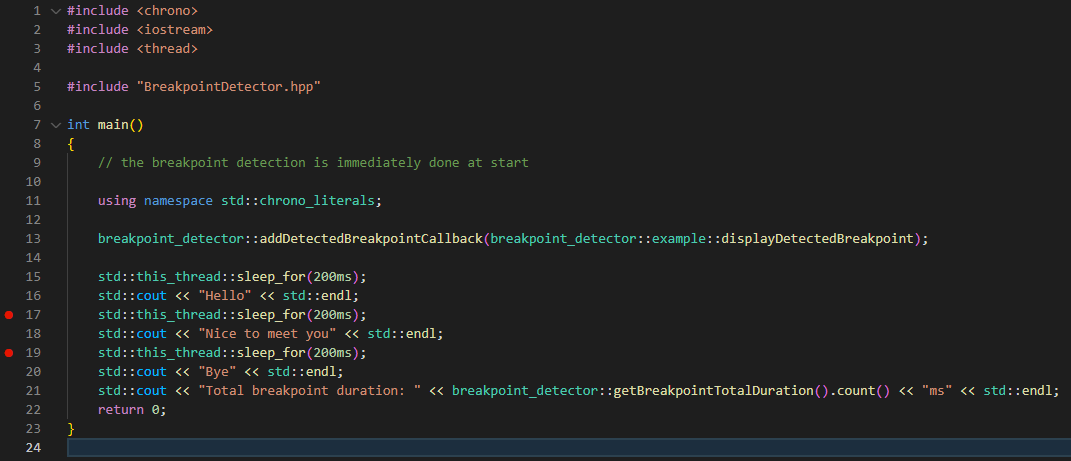 1 #include <chrono>
2 #include <iostream>
3 #include <thread>
4
5 #include "BreakpointDetector.hpp"
6
7 int main()
8 {
9 // the breakpoint detection is immediately done at start
10
11 using namespace std::chrono_literals;
12
13 breakpoint_detector::addDetectedBreakpointCallback(breakpoint_detector::example::displayDetectedBreakpoint);
14
15 std::this_thread::sleep_for(200ms);
16 std::cout << "Hello" << std::endl;
17 std::this_thread::sleep_for(200ms);
18 std::cout << "Nice to meet you" << std::endl;
19 std::this_thread::sleep_for(200ms);
20 std::cout << "Bye" << std::endl;
21 std::cout << "Total breakpoint duration: " << breakpoint_detector::getBreakpointTotalDuration().count() << "ms" << std::endl;
22 return 0;
23 }
24